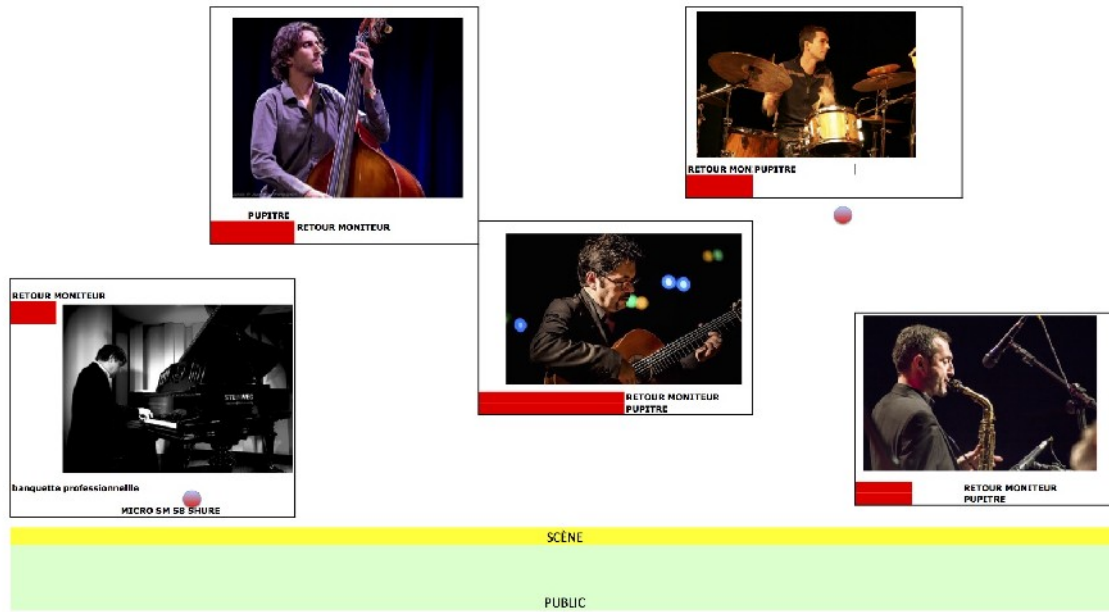 RETOUR MON PUPITRE
PUPITRE
RETOUR MONITEUR
RETOUR MONITEUR
STEINWEG
RETOUR MONITEUR
PUPITRE
banquette professionnellle
MICRO SM 58 SHURE
RETOUR MONITEUR
PUPITRE
SCÈNE
PUBLIC